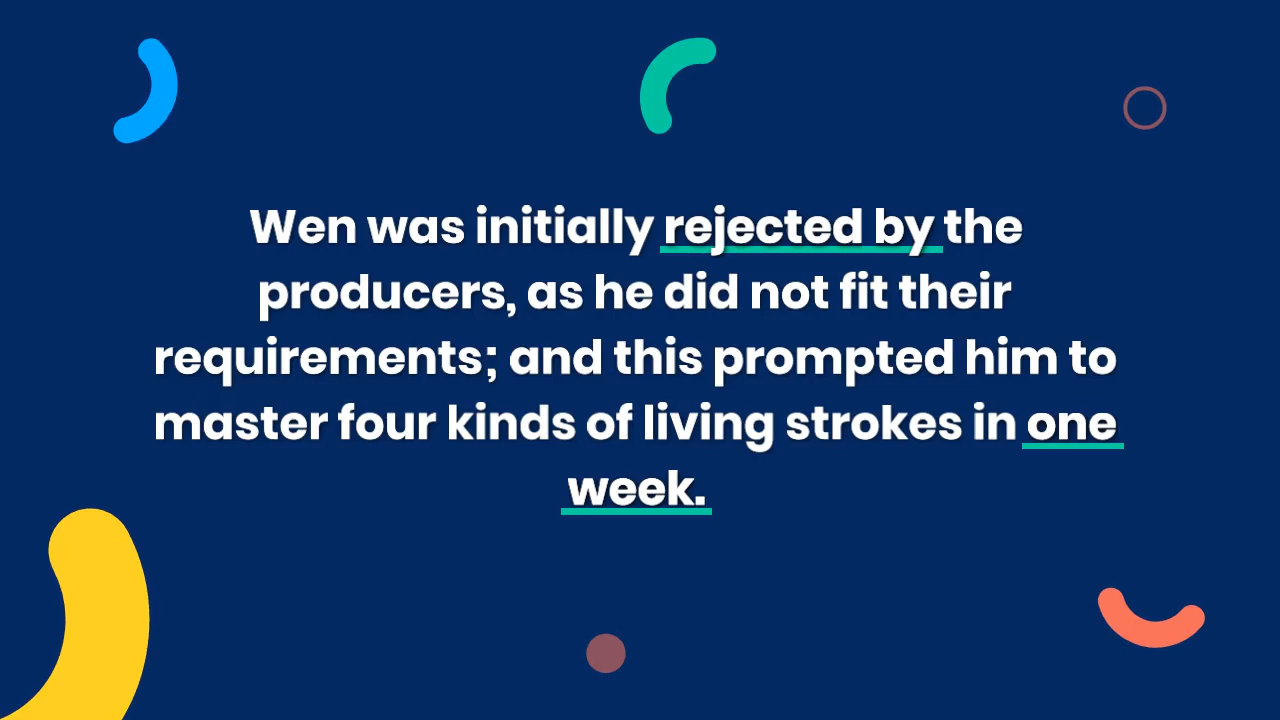 Wen was initially rejected by the
producers, as he did not fit their
requirements; and this prompted him to
master four kinds of living strokes in one
week.